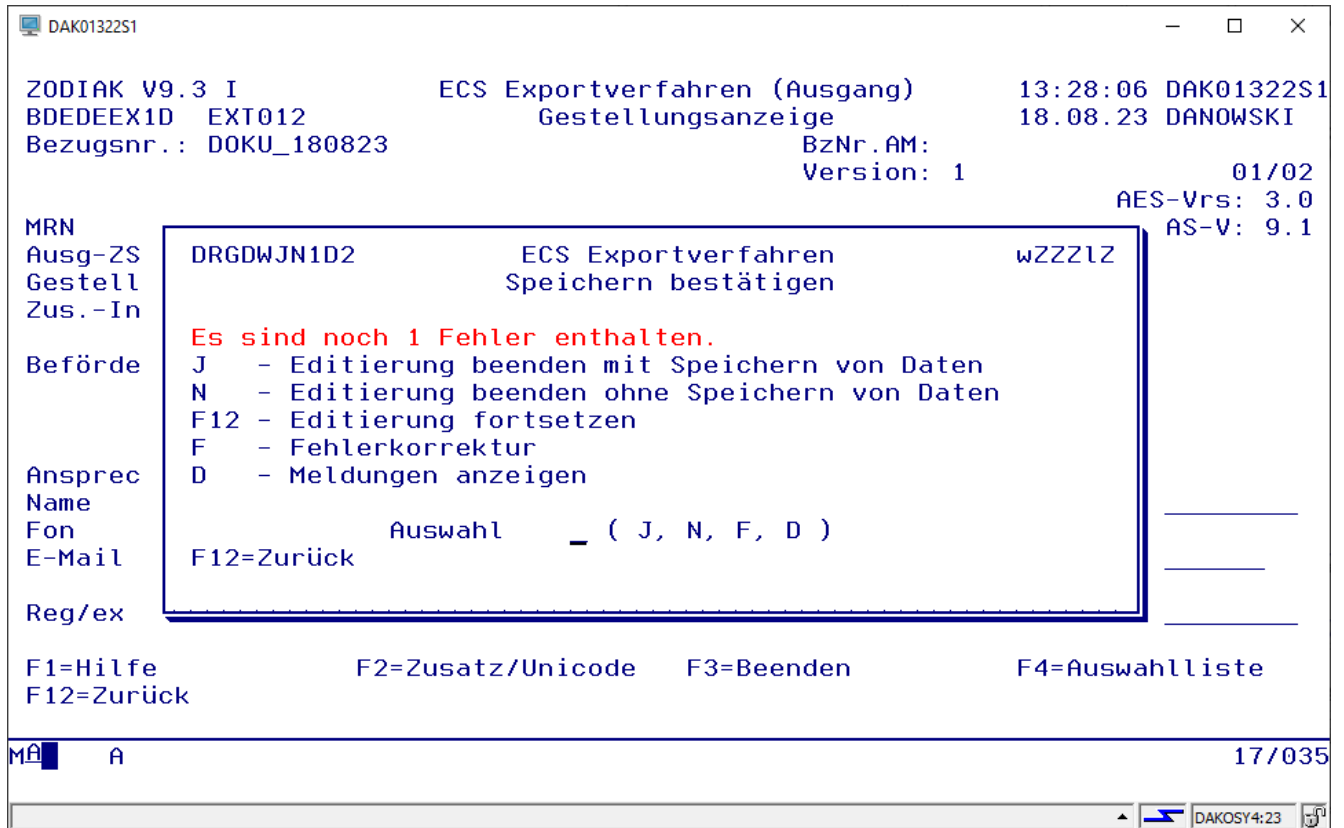 DAK01322S1
ZODIAK V9.3 I ECS Exportverfahren (Ausgang) 13:28:06 DAK01322S1
BDEDEEX1D EXT012 Gestellungsanzeige 18.08.23 DANOWSKI
Bezugsnr.: DOKU_180823 BzNr.AM:
Version: 1 01/02
AES-Vrs: 3.0
MRN AS-V: 9.1
Ausg-ZS DRGDWJN1D2 ECS Exportverfahren wZZZlZ
Gestell Speichern bestätigen
Zus.-In
Es sind noch 1 Fehler enthalten.
Beförde J - Editierung beenden mit Speichern von Daten
N - Editierung beenden ohne Speichern von Daten
F12 - Editierung fortsetzen
F - Fehlerkorrektur
Ansprec D - Meldungen anzeigen
Name
Fon Auswahl _ ( J, N, F, D )
E-Mail F12=Zurück
Reg/ex
F1=Hilfe F2=Zusatz/Unicode F3=Beenden F4=Auswahlliste
F12=Zurück
MA A 17/035
DAKOSY4:23